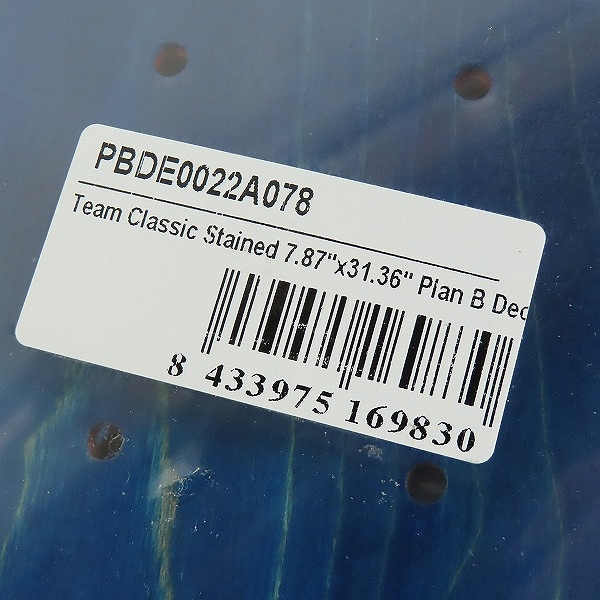 PBDE0022A078
Team Classic Stained 7.87"x31.36" Plan B Dec
8 433975 169830